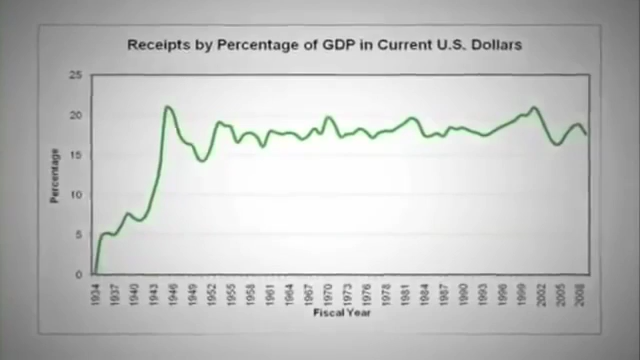 Receipts by Percentage of GDP in Current U.S. Dollars
25
20
15
10
5
0
Percentage
1934 1937 1940 1943 1946 1949 1952 1955 1958 1961 1964 1967 1970 1973 1976 1978 1981 1984 1987 1990 1993 1996 1999 2002 2005 2008
Fiscal Year